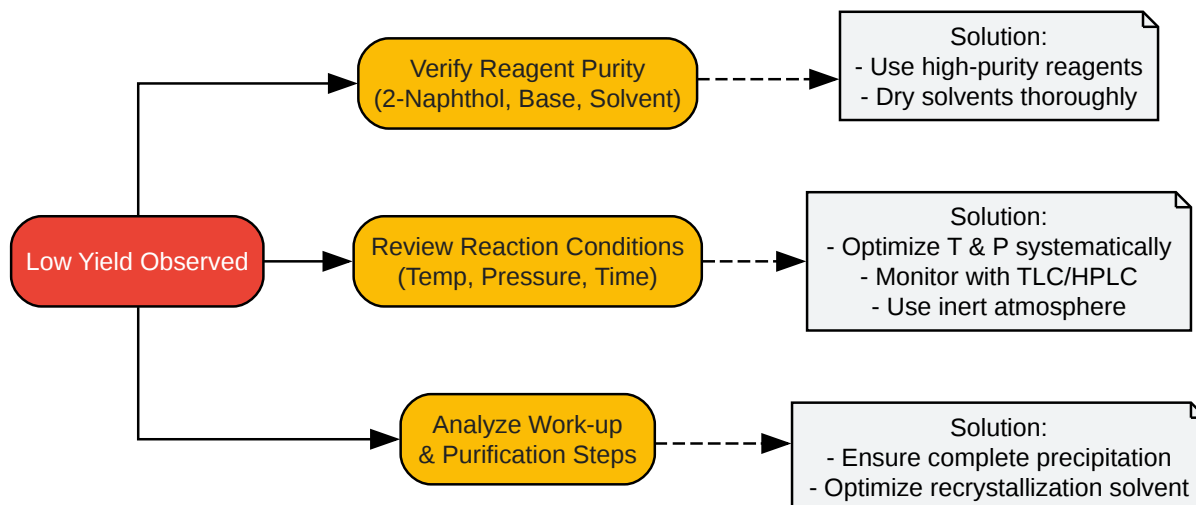 Low Yield Observed
Verify Reagent Purity
(2-Naphthol, Base, Solvent)
Solution:
- Use high-purity reagents
- Dry solvents thoroughly
Review Reaction Conditions
(Temp, Pressure, Time)
Solution:
- Optimize T & P systematically
- Monitor with TLC/HPLC
- Use inert atmosphere
Analyze Work-up
& Purification Steps
Solution:
- Ensure complete precipitation
- Optimize recrystallization solvent